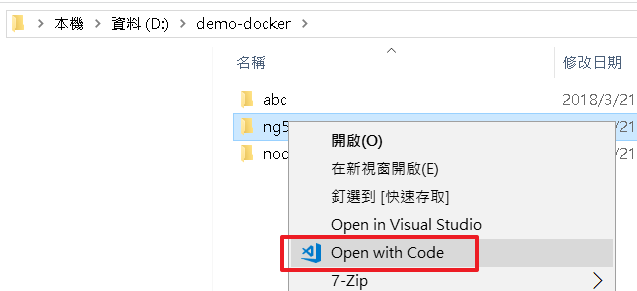 本機 › 資料 (D:) › demo-docker ›
名稱 修改日期
abc 2018/3/21
ng5 /21
開啟(O)
noc /21
在新視窗開啟(E)
釘選到 [快速存取]
Open in Visual Studio
Open with Code
7-Zip